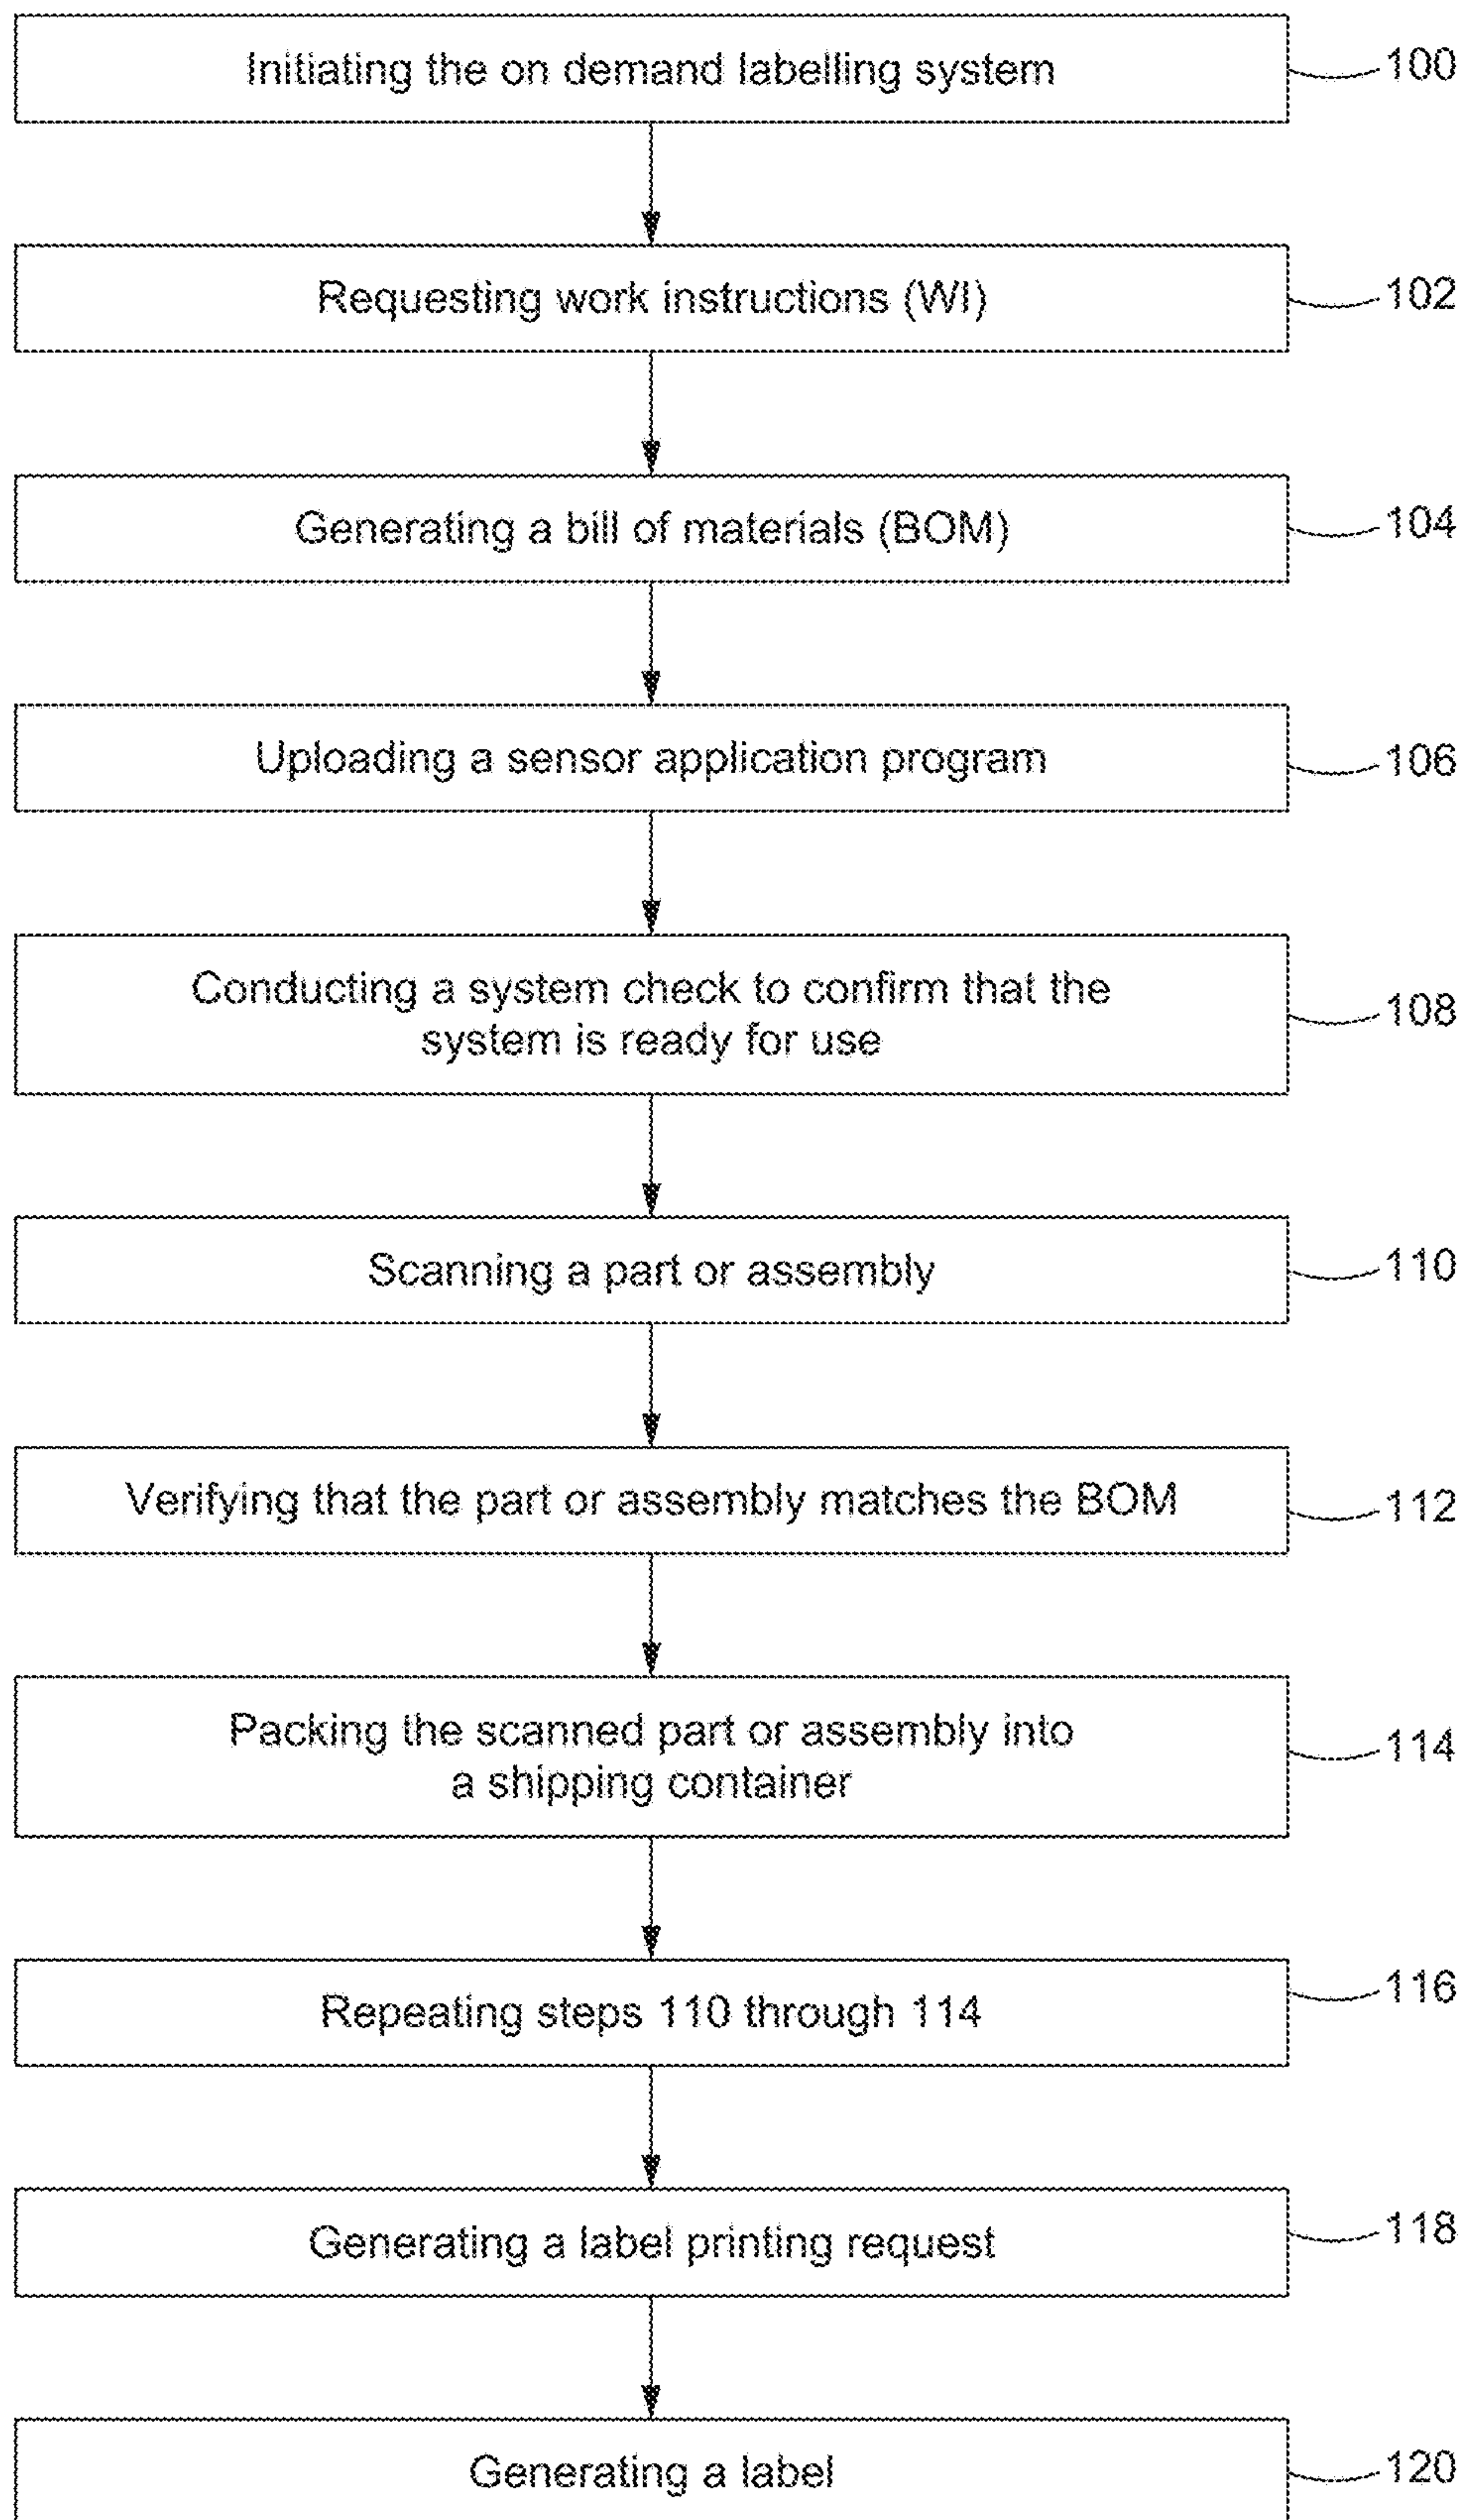 Initiating the on demand labelling system
100
Requesting work instructions (WI)
102
Generating a bill of materials (BOM)
104
Uploading a sensor application program
106
Conducting a system check to confirm that the
system is ready for use
108
Scanning a part or assembly
110
Verifying that the part or assembly matches the BOM
112
Packing the scanned part or assembly into
a shipping container
114
Repeating steps 110 through 114
116
Generating a label printing request
118
Generating a label
120